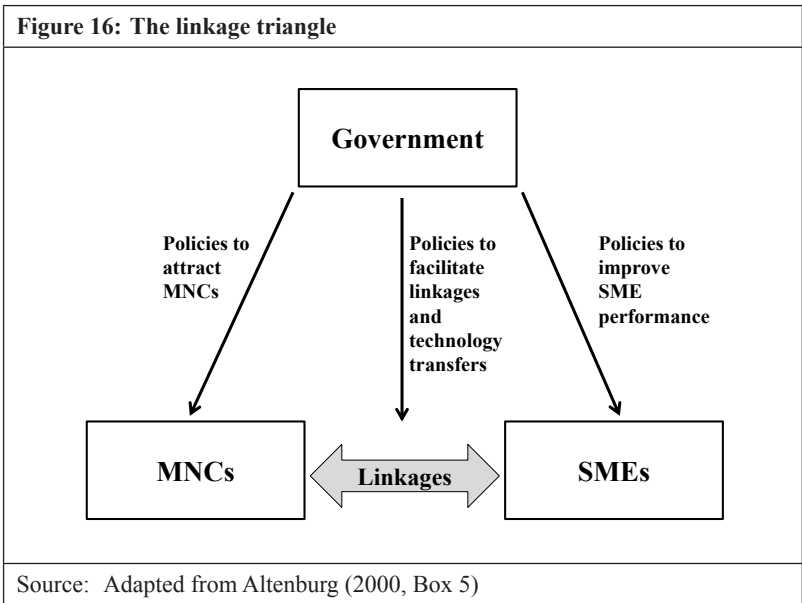 Figure 16: The linkage triangle
Government
Policies to
attract
MNCs
Policies to
facilitate
linkages
and
technology
transfers
Policies to
improve
SME
performance
MNCs
Linkages
SMEs
Source: Adapted from Altenburg (2000, Box 5)